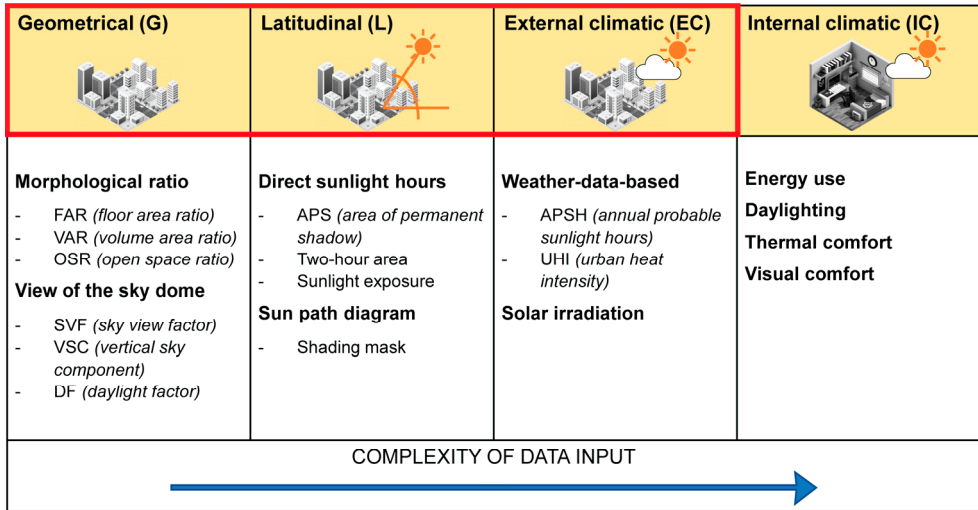 Geometrical (G)
Latitudinal (L)
External climatic (EC)
Internal climatic (IC)
Morphological ratio
- FAR (floor area ratio)
- VAR (volume area ratio)
- OSR (open space ratio)
View of the sky dome
- SVF (sky view factor)
- VSC (vertical sky
component)
- DF (daylight factor)
Direct sunlight hours
- APS (area of permanent
shadow)
- Two-hour area
- Sunlight exposure
Sun path diagram
- Shading mask
Weather-data-based
- APSH (annual probable
sunlight hours)
- UHI (urban heat
intensity)
Solar irradiation
Energy use
Daylighting
Thermal comfort
Visual comfort
COMPLEXITY OF DATA INPUT